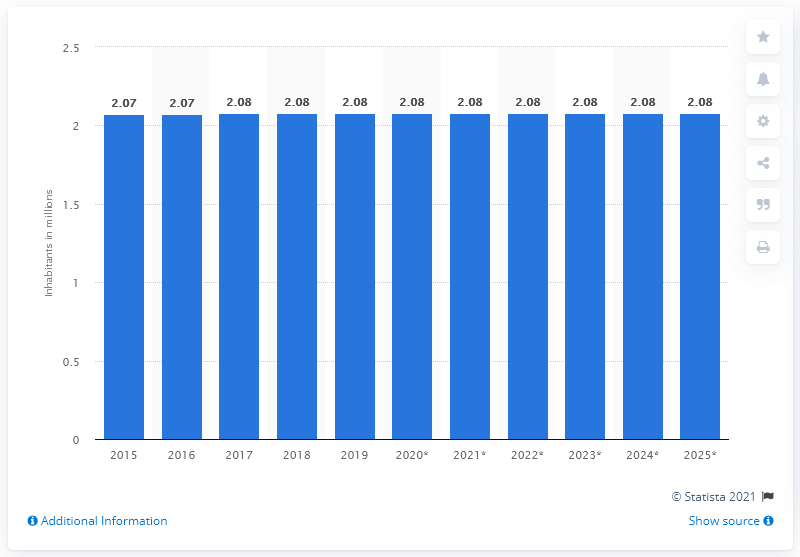 2.5
2
1.5
1
0.5
0
Inhabitants in millions
2.07 2.07 2.08 2.08 2.08 2.08 2.08 2.08 2.08 2.08 2.08
2015 2016 2017 2018 2019 2020* 2021* 2022* 2023* 2024* 2025*
© Statista 2021
Additional Information
Show source